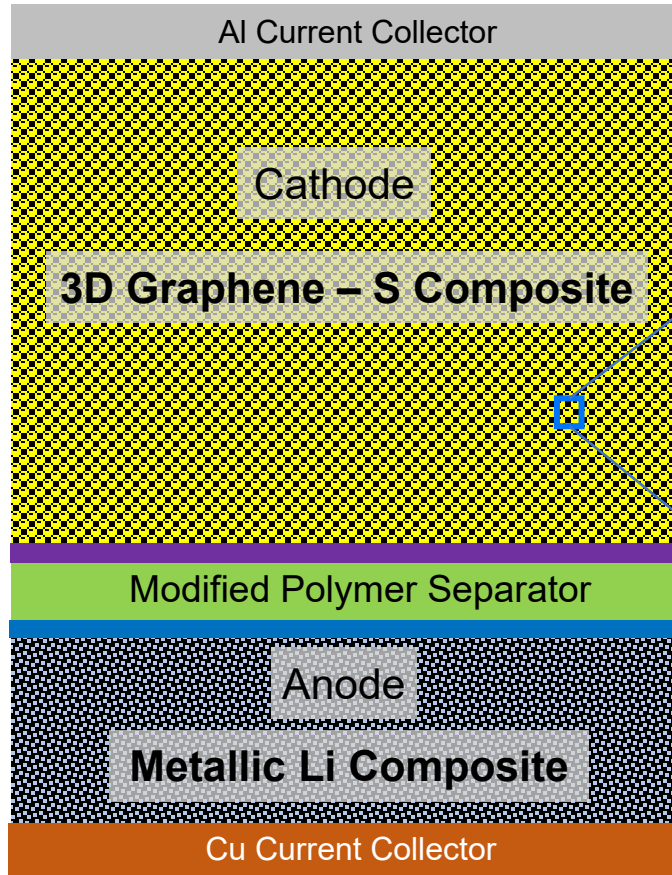 Al Current Collector
Cathode
3D Graphene – S Composite
Modified Polymer Separator
Anode
Metallic Li Composite
Cu Current Collector